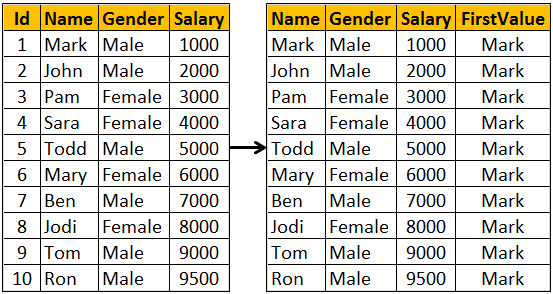 Id Name Gender Salary
1 Mark Male 1000
2 John Male 2000
3 Pam Female 3000
4 Sara Female 4000
5 Todd Male 5000
6 Mary Female 6000
7 Ben Male 7000
8 Jodi Female 8000
9 Tom Male 9000
10 Ron Male 9500
Name Gender Salary FirstValue
Mark Male 1000 Mark
John Male 2000 Mark
Pam Female 3000 Mark
Sara Female 4000 Mark
Todd Male 5000 Mark
Mary Female 6000 Mark
Ben Male 7000 Mark
Jodi Female 8000 Mark
Tom Male 9000 Mark
Ron Male 9500 Mark